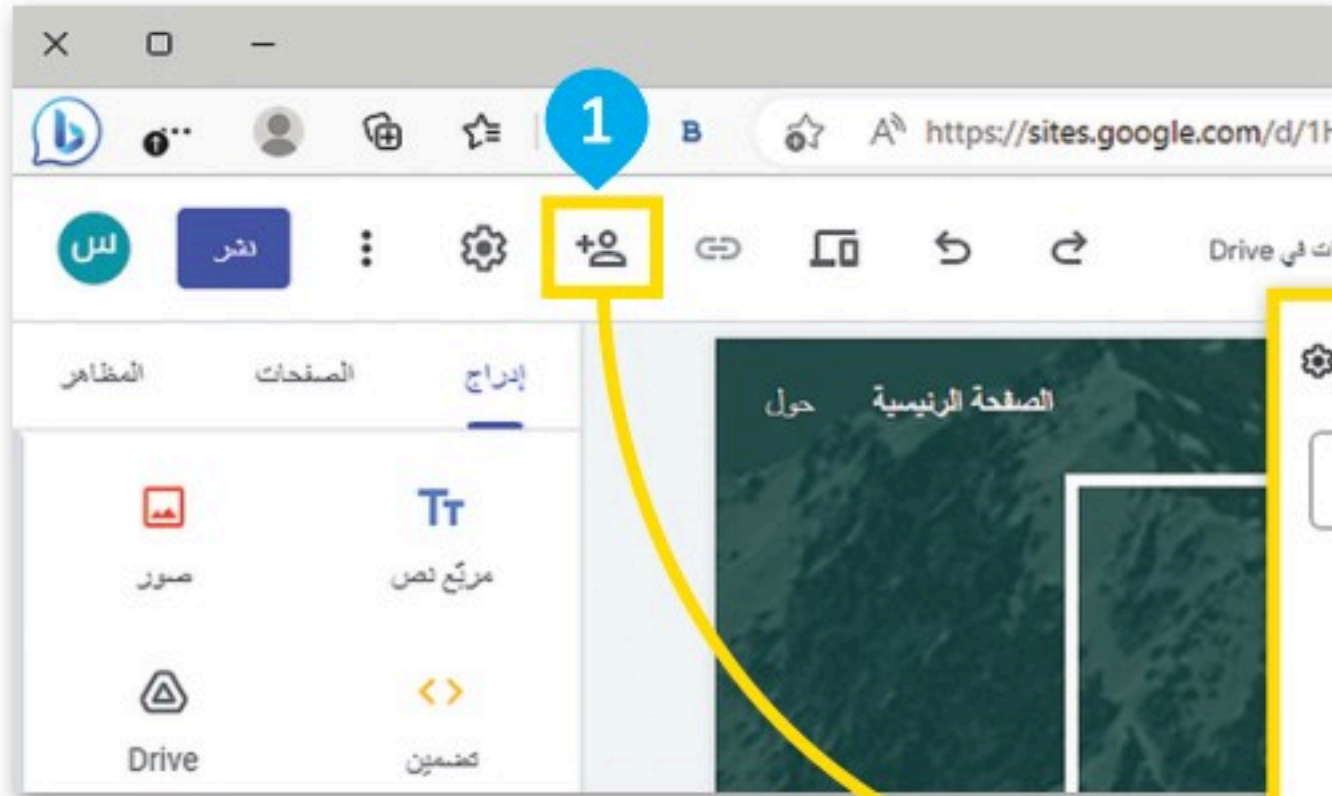 1
B https://sites.google.com/d/1H
في Drive
نشر
س
إدراج الصفحات المظاهر
الصفحة الرئيسية حول
مربّع نص صور
تضمين Drive